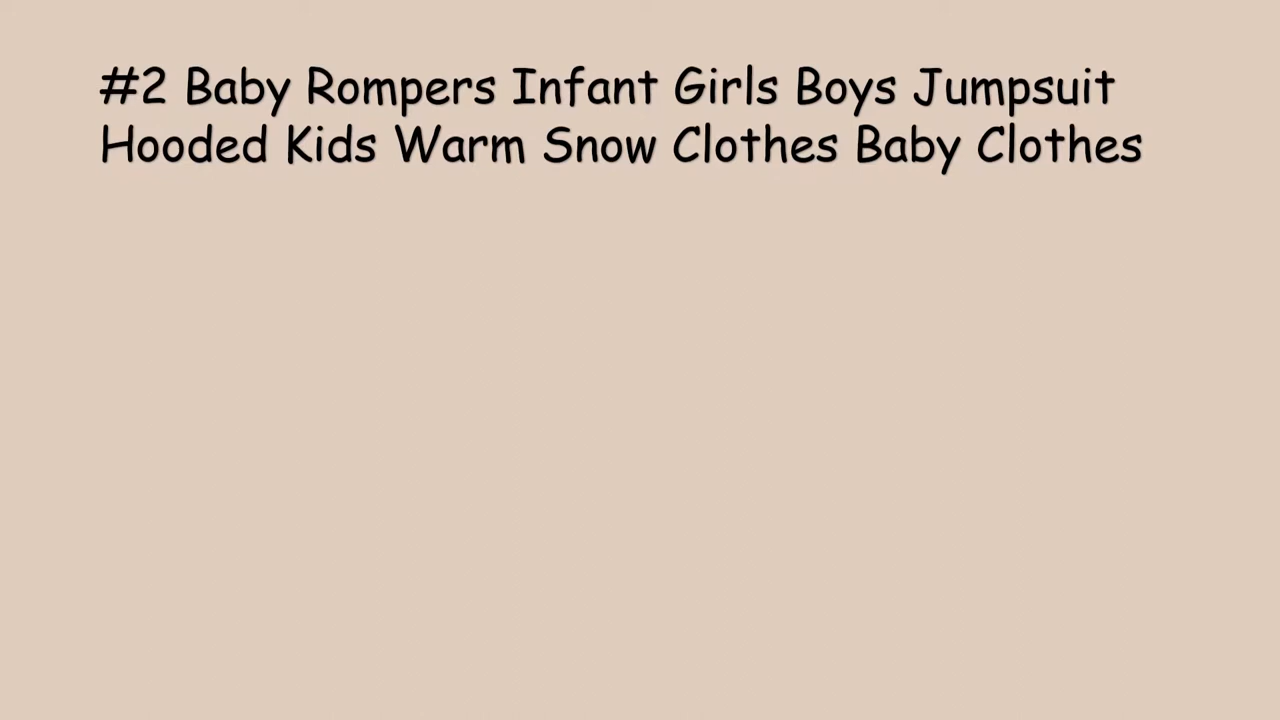 #2 Baby Rompers Infant Girls Boys Jumpsuit
Hooded Kids Warm Snow Clothes Baby Clothes